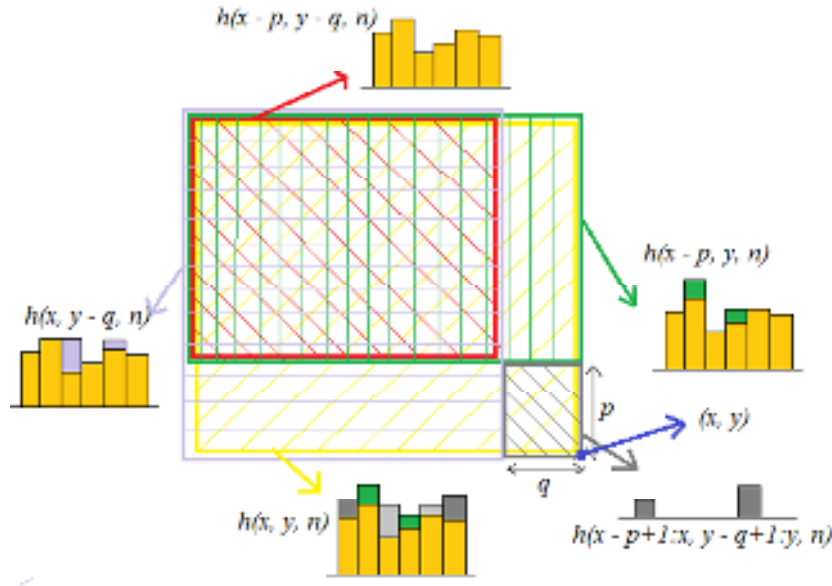 h(x - p, y - q, n)
h(x - p, y, n)
h(x, y - q, n)
p
(x, y)
q
h(x, y, n)
h(x - p+1:x, y - q+1:y, n)